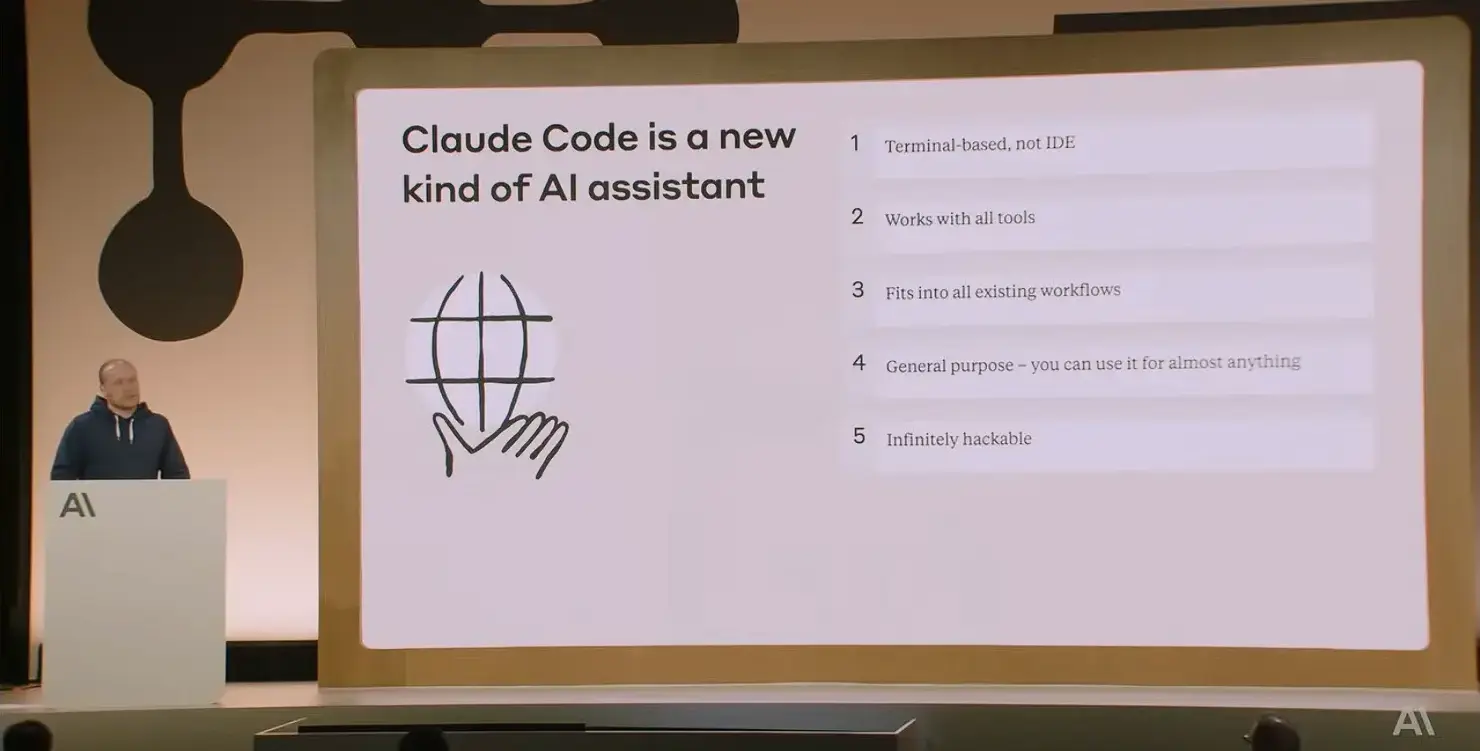 Claude Code is a new
kind of AI assistant
1 Terminal-based, not IDE
2 Works with all tools
3 Fits into all existing workflows
4 General purpose – you can use it for almost anything
5 Infinitely hackable
A\
A\